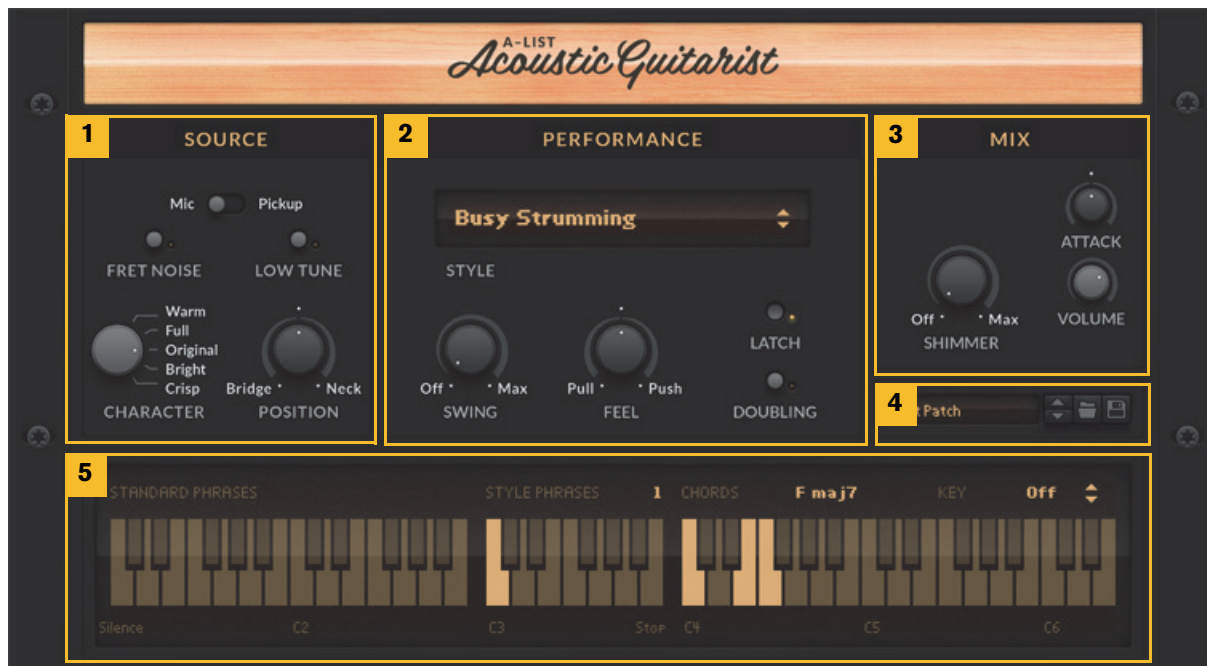 A-LIST
Acoustic Guitarist
1 SOURCE
Mic Pickup
FRET NOISE LOW TUNE
Warm
Full
Original
Bright
Crisp
CHARACTER
Bridge Neck
POSITION
2 PERFORMANCE
Busy Strumming
STYLE
Off Max
SWING
Pull Push
FEEL
LATCH
DOUBLING
3 MIX
ATTACK
Off Max
SHIMMER
VOLUME
4 Patch
5
STANDARD PHRASES STYLE PHRASES 1 CHORDS F maj7 KEY Off
Silence C2 C3 Stop C4 C5 C6